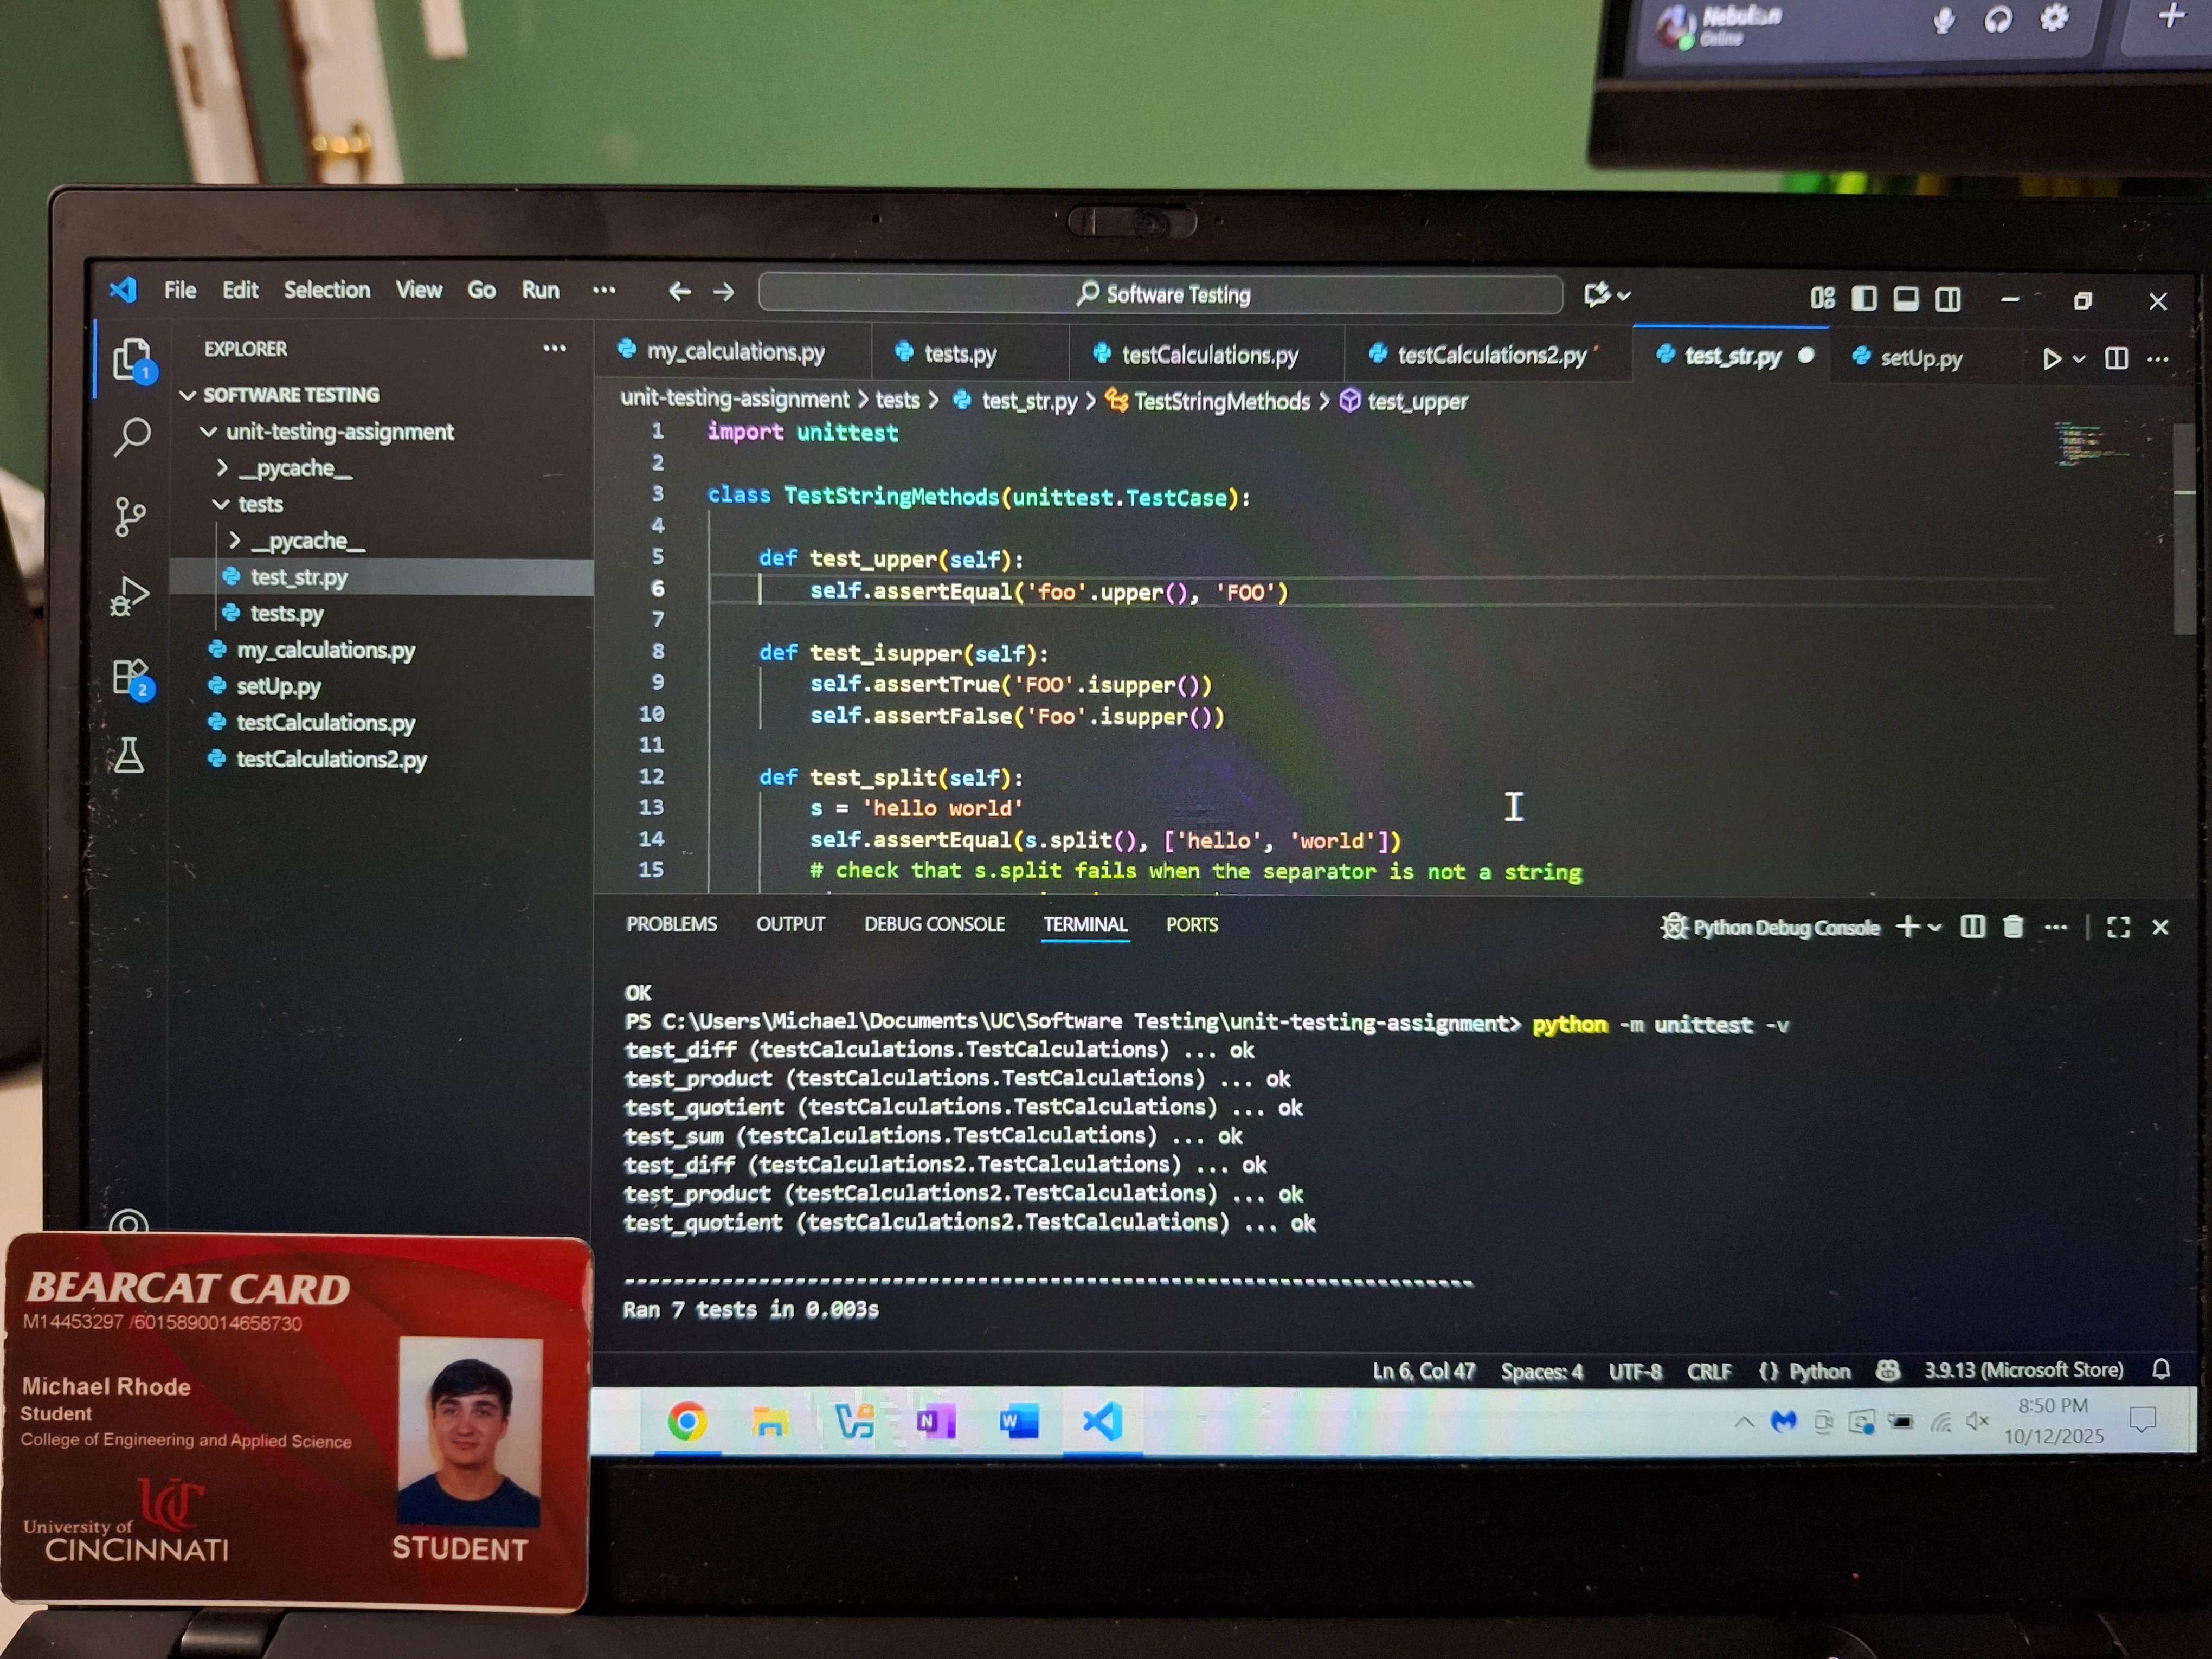 Nebulan
Online
File Edit Selection View Go Run ...
Software Testing
EXPLORER ...
SOFTWARE TESTING
unit-testing-assignment
__pycache__
tests
__pycache__
test_str.py
tests.py
my_calculations.py
setUp.py
testCalculations.py
testCalculations2.py
1
2
my_calculations.py tests.py testCalculations.py testCalculations2.py test_str.py setUp.py
unit-testing-assignment > tests > test_str.py > TestStringMethods > test_upper
1 import unittest
2
3 class TestStringMethods(unittest.TestCase):
4
5 def test_upper(self):
6 self.assertEqual('foo'.upper(), 'FOO')
7
8 def test_isupper(self):
9 self.assertTrue('FOO'.isupper())
10 self.assertFalse('Foo'.isupper())
11
12 def test_split(self):
13 s = 'hello world'
14 self.assertEqual(s.split(), ['hello', 'world'])
15 # check that s.split fails when the separator is not a string
PROBLEMS OUTPUT DEBUG CONSOLE TERMINAL PORTS Python Debug Console
OK
PS C:\Users\Michael\Documents\UC\Software Testing\unit-testing-assignment> python -m unittest -v
test_diff (testCalculations.TestCalculations) ... ok
test_product (testCalculations.TestCalculations) ... ok
test_quotient (testCalculations.TestCalculations) ... ok
test_sum (testCalculations.TestCalculations) ... ok
test_diff (testCalculations2.TestCalculations) ... ok
test_product (testCalculations2.TestCalculations) ... ok
test_quotient (testCalculations2.TestCalculations) ... ok
----------------------------------------------------------------------
Ran 7 tests in 0.003s
Ln 6, Col 47 Spaces: 4 UTF-8 CRLF {} Python 3.9.13 (Microsoft Store)
8:50 PM
10/12/2025
BEARCAT CARD
M14453297 /6015890014658730
Michael Rhode
Student
College of Engineering and Applied Science
UC
University of
CINCINNATI
STUDENT